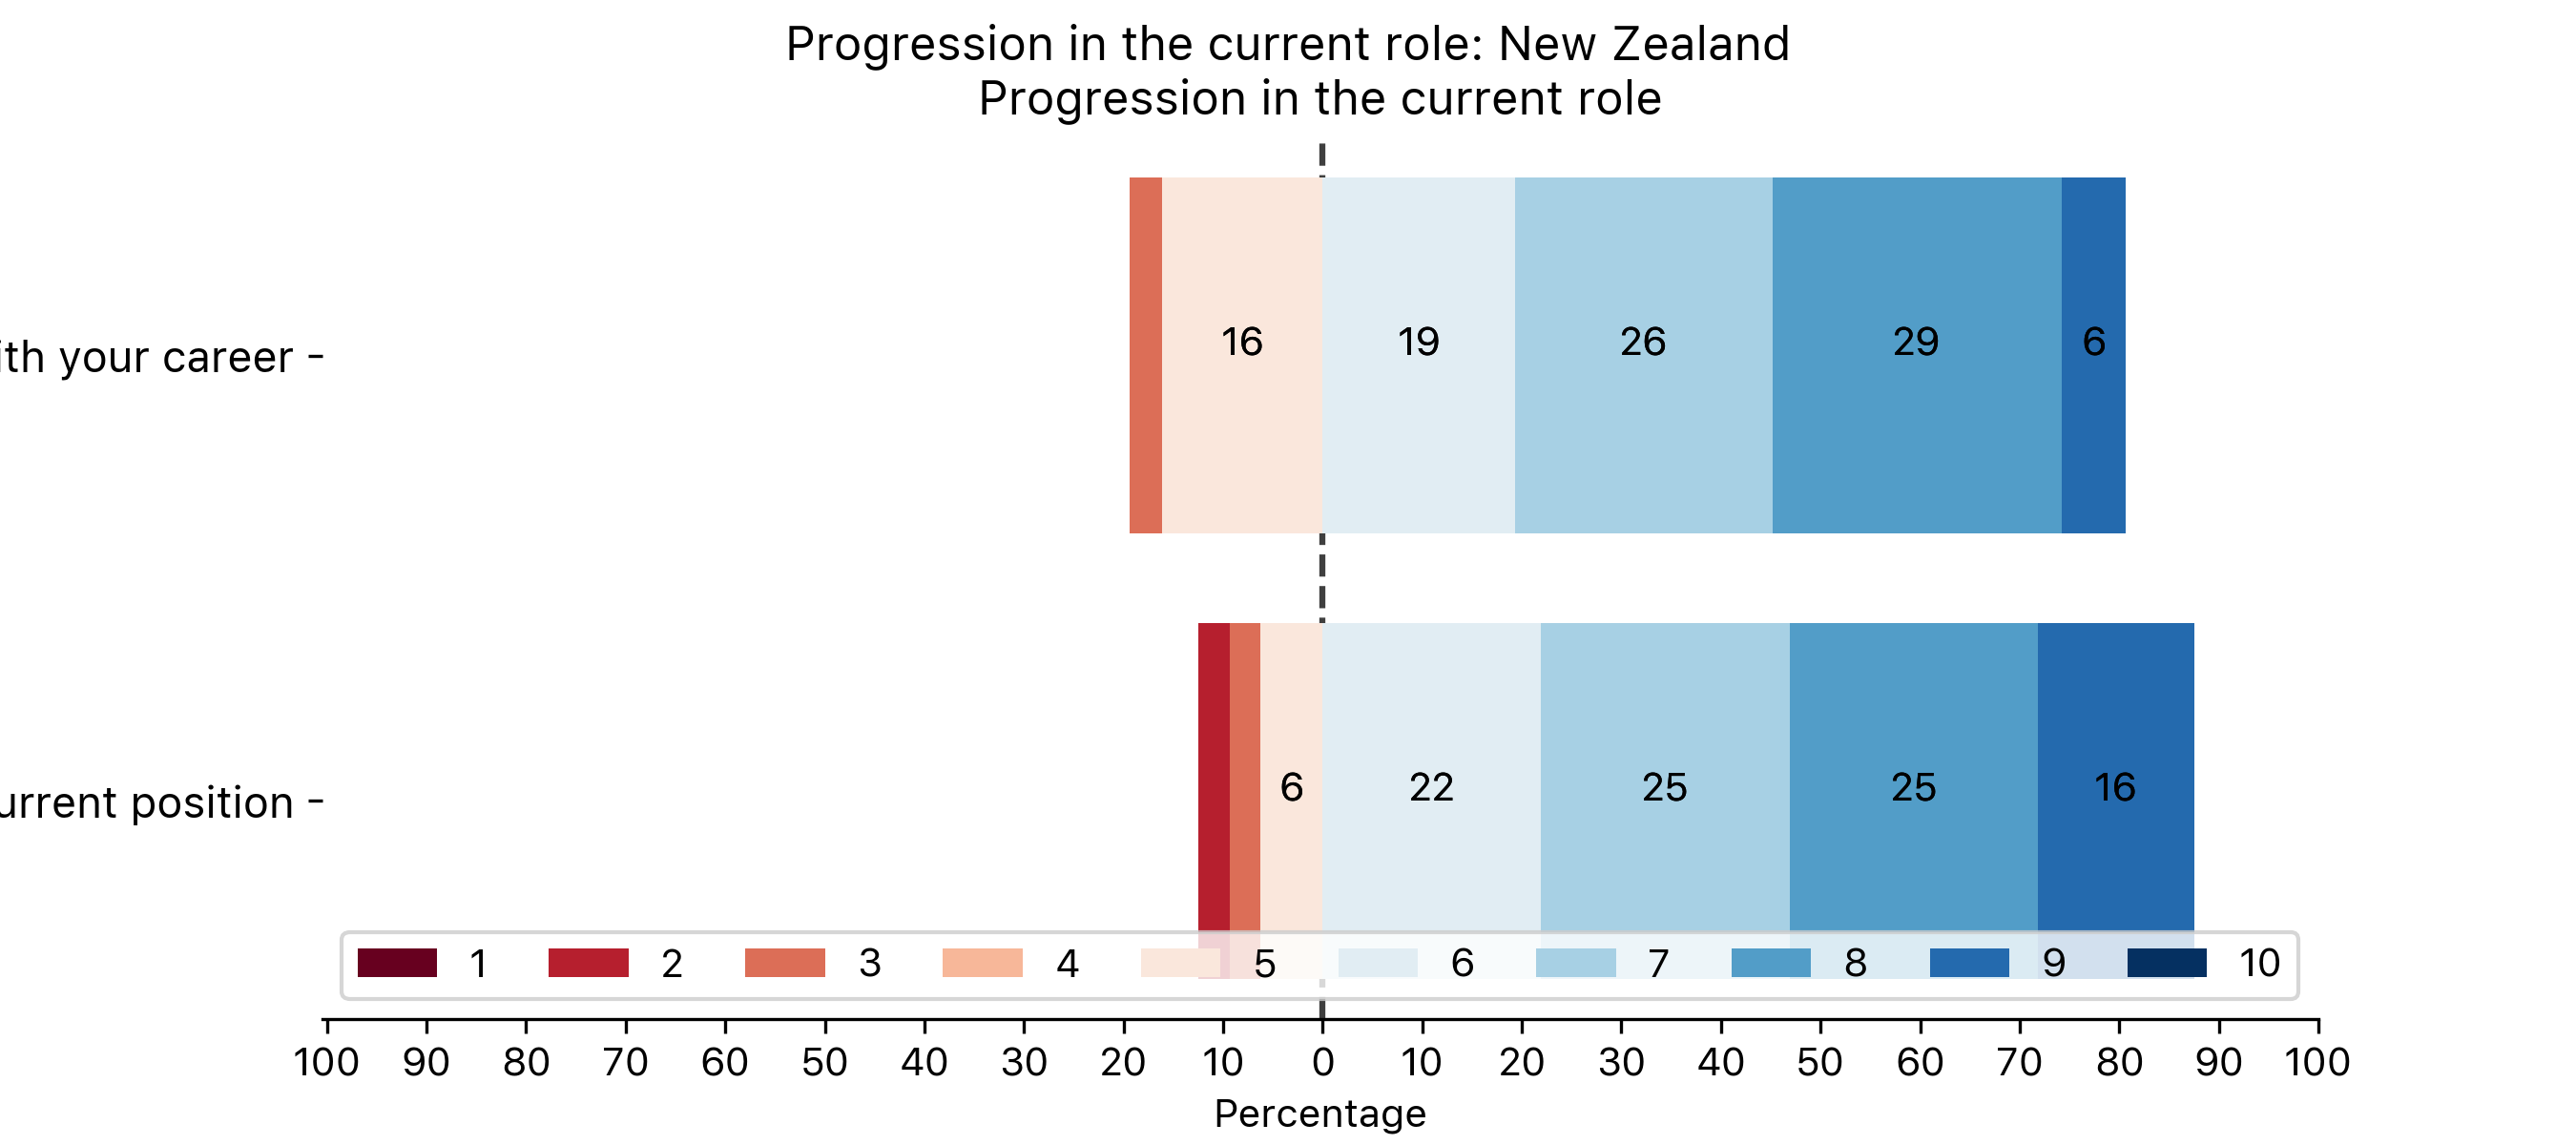 Progression in the current role: New Zealand
Progression in the current role
16 19 26 29 6
your career -
6 22 25 25 16
position -
1 2 3 4 5 6 7 8 9 10
100 90 80 70 60 50 40 30 20 10 0 10 20 30 40 50 60 70 80 90 100
Percentage